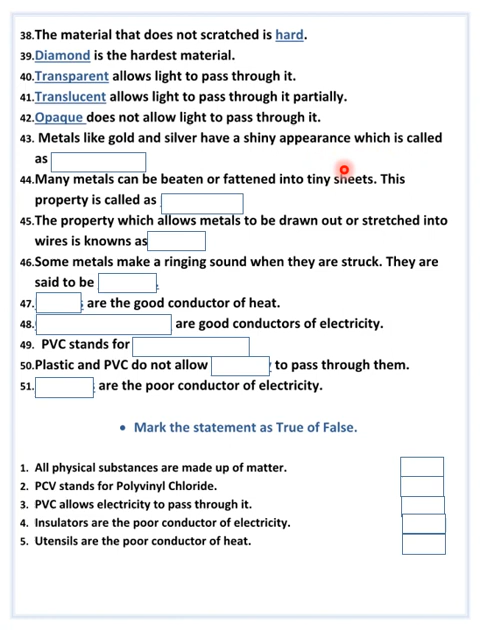 38.The material that does not scratched is hard.
39.Diamond is the hardest material.
40.Transparent allows light to pass through it.
41.Translucent allows light to pass through it partially.
42.Opaque does not allow light to pass through it.
43. Metals like gold and silver have a shiny appearance which is called
as
44.Many metals can be beaten or fattened into tiny sheets. This
property is called as
45.The property which allows metals to be drawn out or stretched into
wires is knowns as
46.Some metals make a ringing sound when they are struck. They are
said to be .
47. are the good conductor of heat.
48. are good conductors of electricity.
49. PVC stands for
50.Plastic and PVC do not allow to pass through them.
51. are the poor conductor of electricity.
• Mark the statement as True of False.
1. All physical substances are made up of matter.
2. PCV stands for Polyvinyl Chloride.
3. PVC allows electricity to pass through it.
4. Insulators are the poor conductor of electricity.
5. Utensils are the poor conductor of heat.